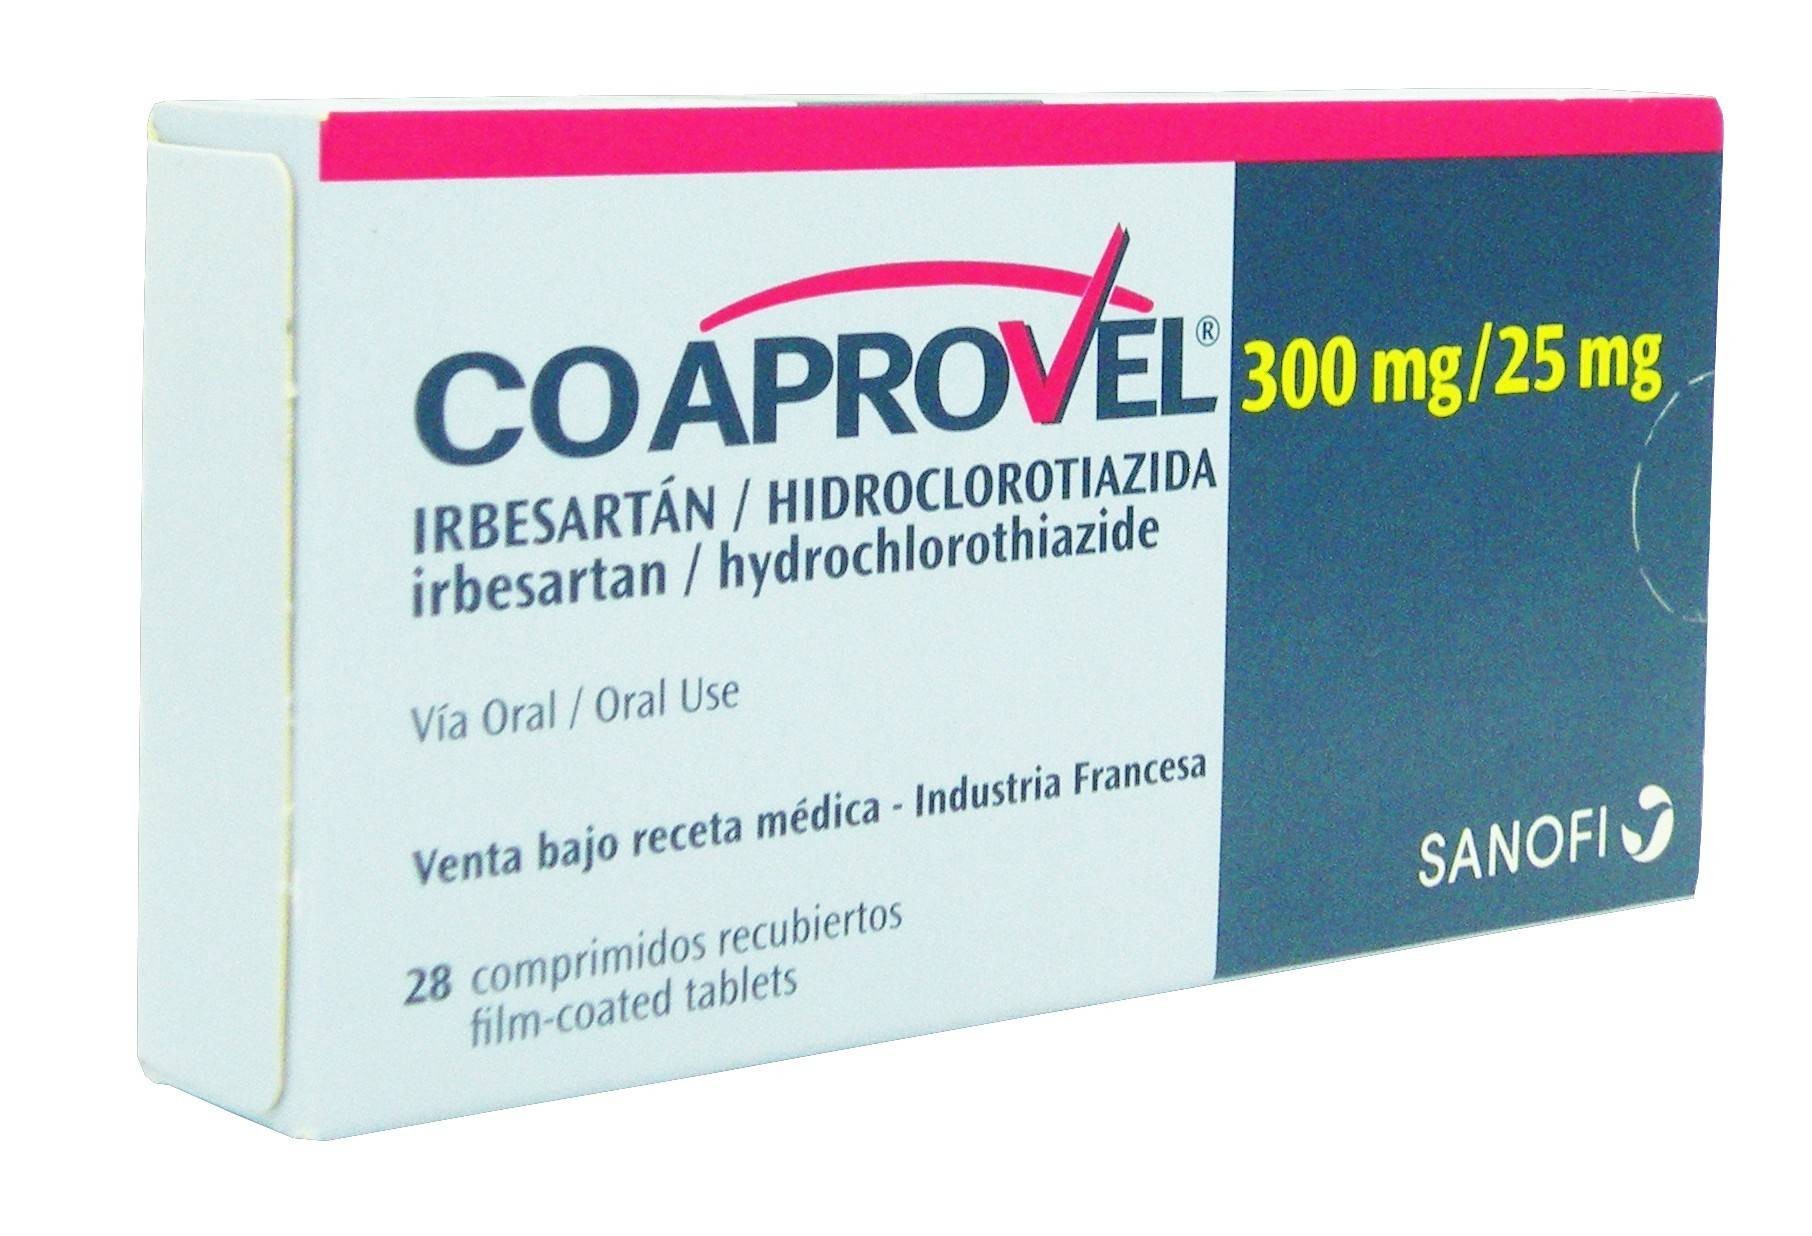 COAPROVEL® 300 mg/25 mg
IRBESARTÁN / HIDROCLOROTIAZIDA
irbesartan / hydrochlorothiazide
Vía Oral / Oral Use
Venta bajo receta médica - Industria Francesa
28 comprimidos recubiertos
film-coated tablets
SANOFI